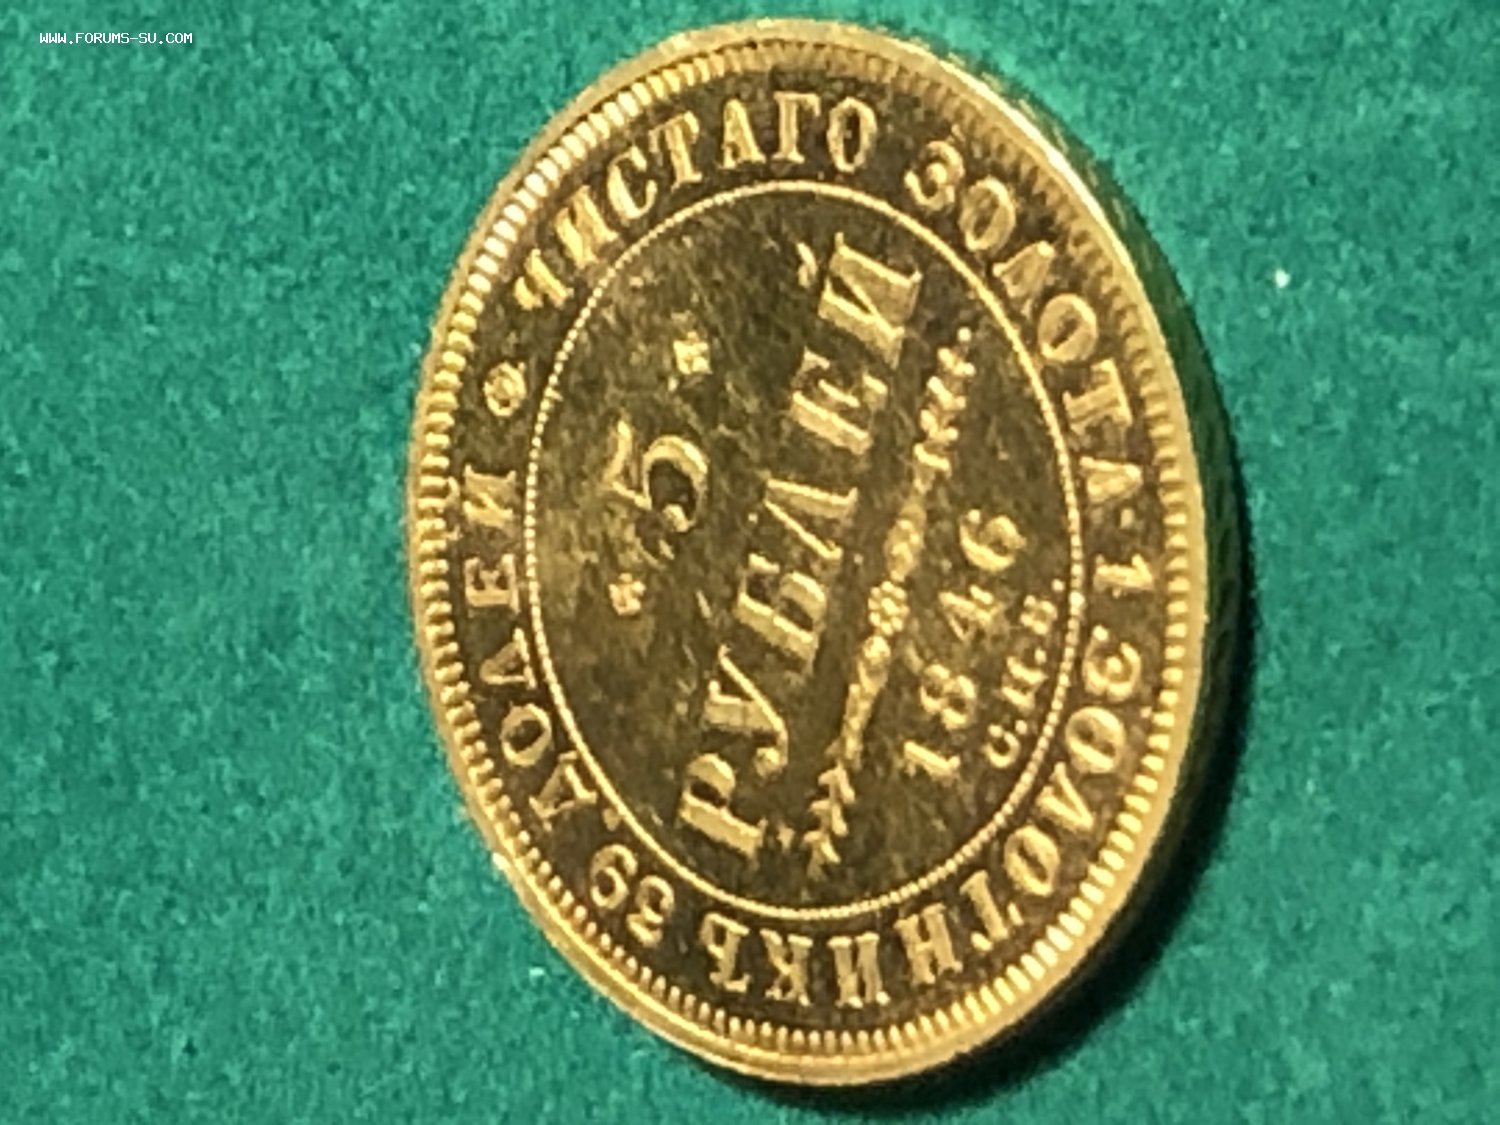 WWW.FORUMS-SU.COM
ЧИСТАГО ЗОЛОТА·1 ЗОЛОТНИКЪ 39 ДОЛЕЙ
*5*
РУБЛЕЙ
1846
С.П.Б.